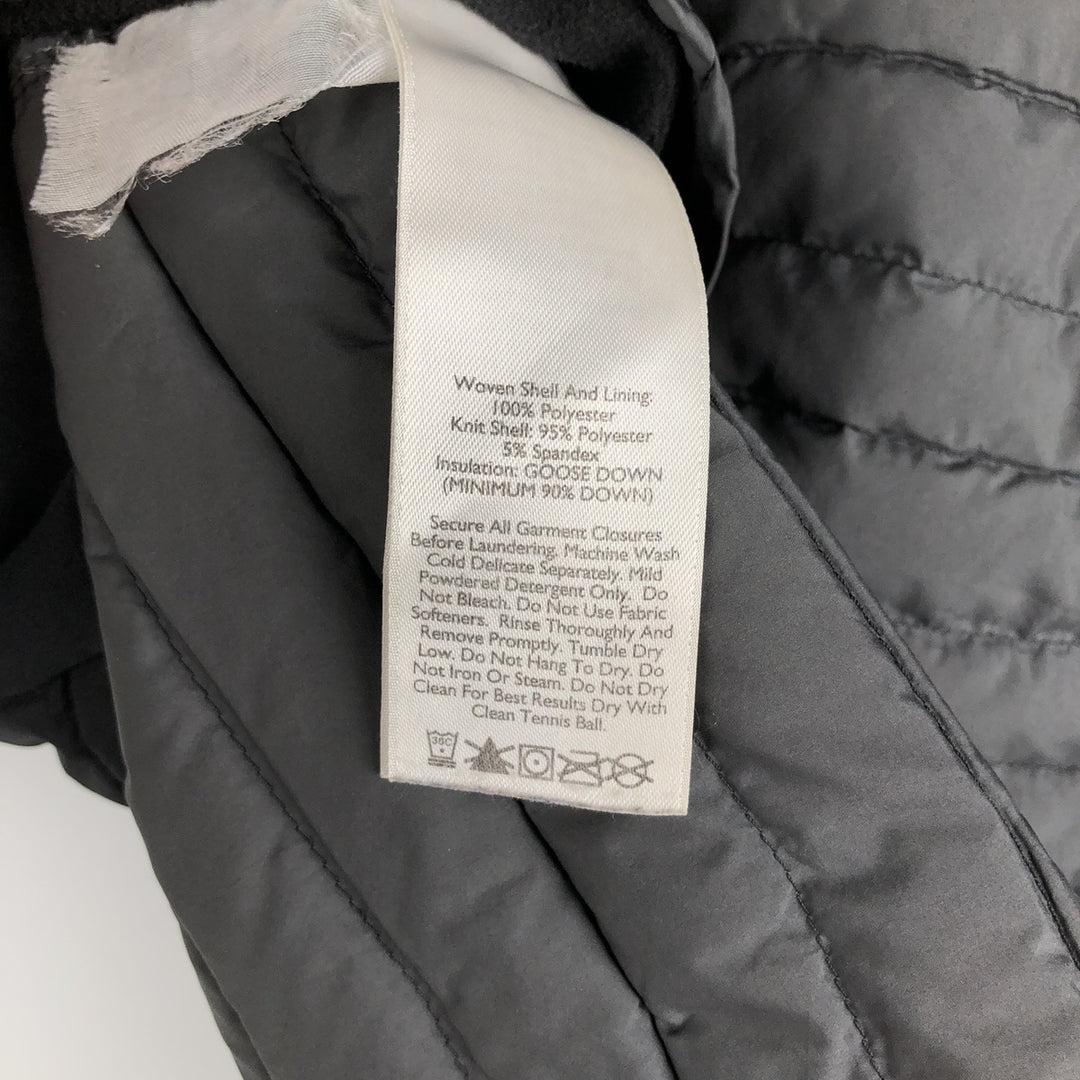 Woven Shell And Lining:
100% Polyester
Knit Shell: 95% Polyester
5% Spandex
Insulation: GOOSE DOWN
(MINIMUM 90% DOWN)
Secure All Garment Closures
Before Laundering. Machine Wash
Cold Delicate Separately. Mild
Powdered Detergent Only. Do
Not Bleach. Do Not Use Fabric
Softeners. Rinse Thoroughly And
Remove Promptly. Tumble Dry
Low. Do Not Hang To Dry. Do
Not Iron Or Steam. Do Not Dry
Clean For Best Results Dry With
Clean Tennis Ball.